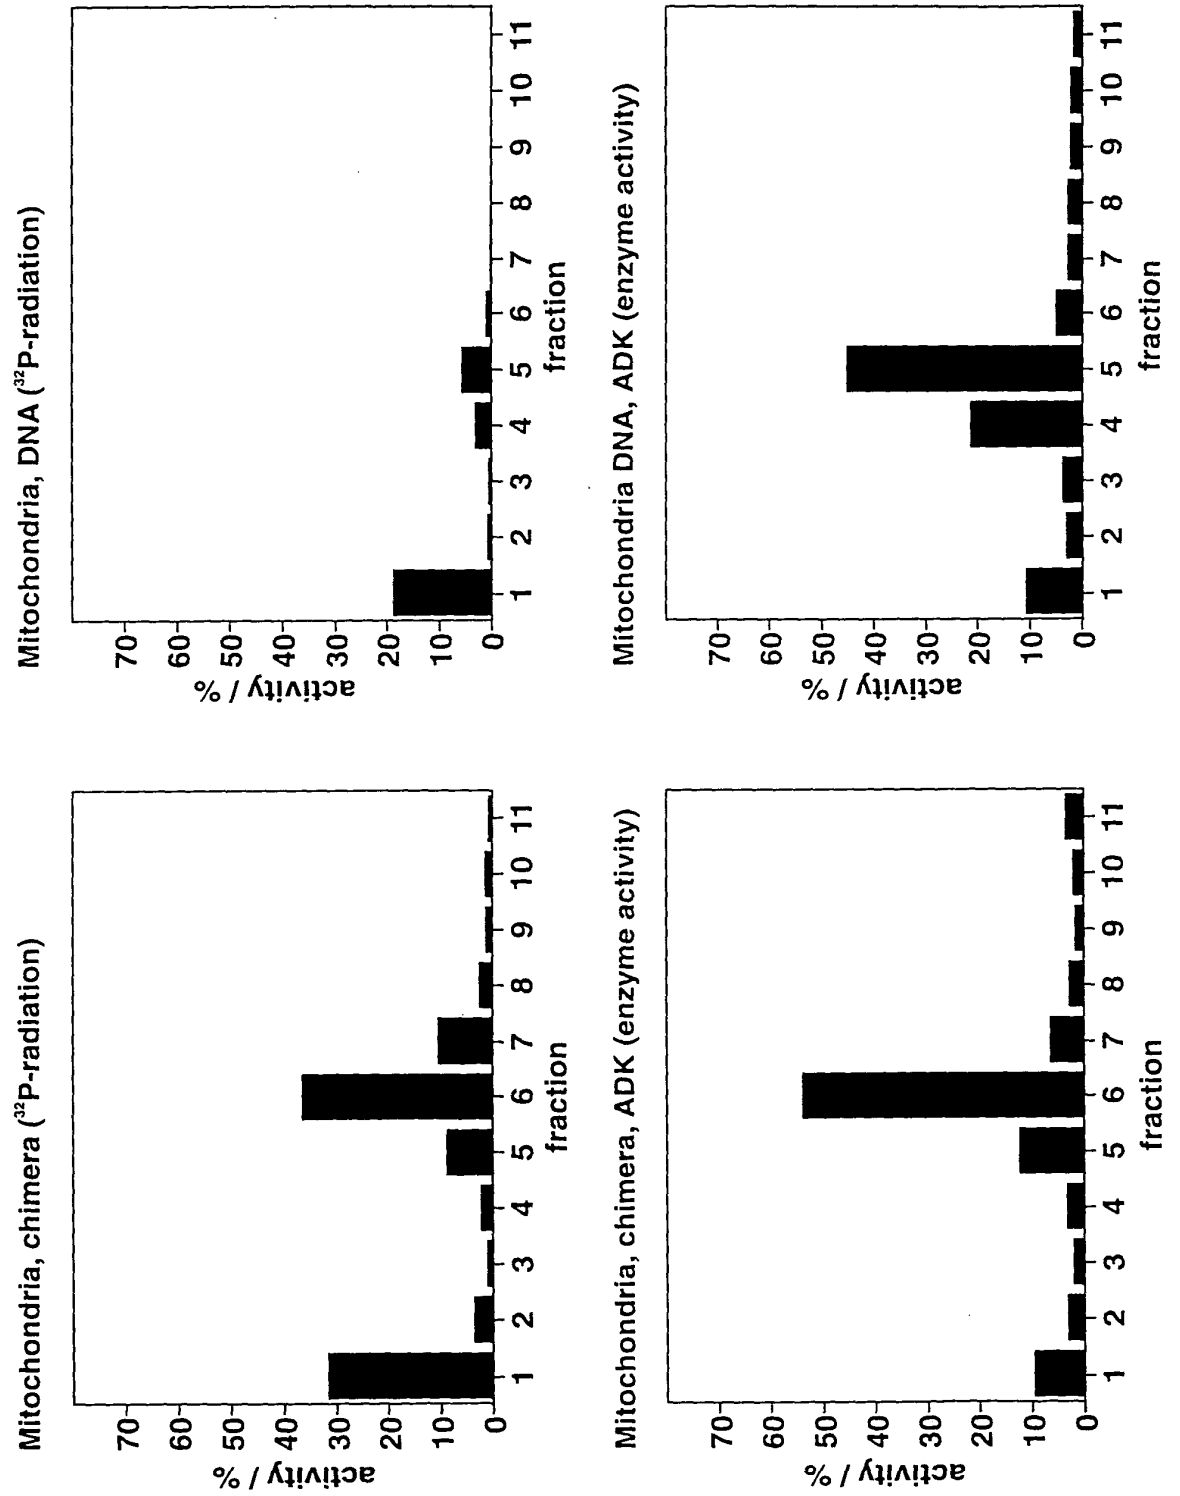 Mitochondria, chimera (³²P-radiation)
activity / %
70
60
50
40
30
20
10
0
1 2 3 4 5 6 7 8 9 10 11
fraction
Mitochondria, DNA (³²P-radiation)
activity / %
70
60
50
40
30
20
10
0
1 2 3 4 5 6 7 8 9 10 11
fraction
Mitochondria, chimera, ADK (enzyme activity)
activity / %
70
60
50
40
30
20
10
0
1 2 3 4 5 6 7 8 9 10 11
fraction
Mitochondria DNA, ADK (enzyme activity)
activity / %
70
60
50
40
30
20
10
0
1 2 3 4 5 6 7 8 9 10 11
fraction